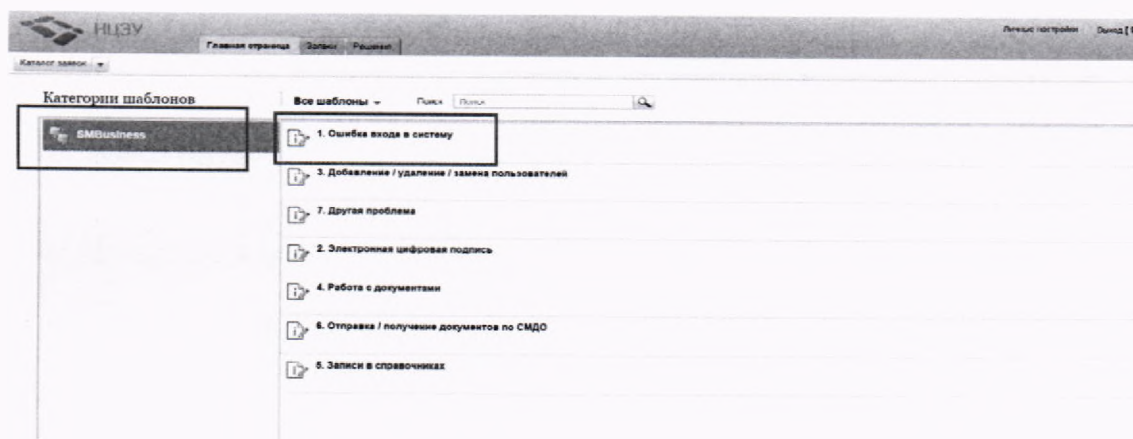 НЦЭУ
Главная страница Заявки Решения
Личные настройки Выход [
Каталог заявок
Категории шаблонов
Все шаблоны Поиск Поиск
SMBusiness
1. Ошибка входа в систему
3. Добавление / удаление / замена пользователей
7. Другая проблема
2. Электронная цифровая подпись
4. Работа с документами
6. Отправка / получение документов по СМДО
5. Записи в справочниках